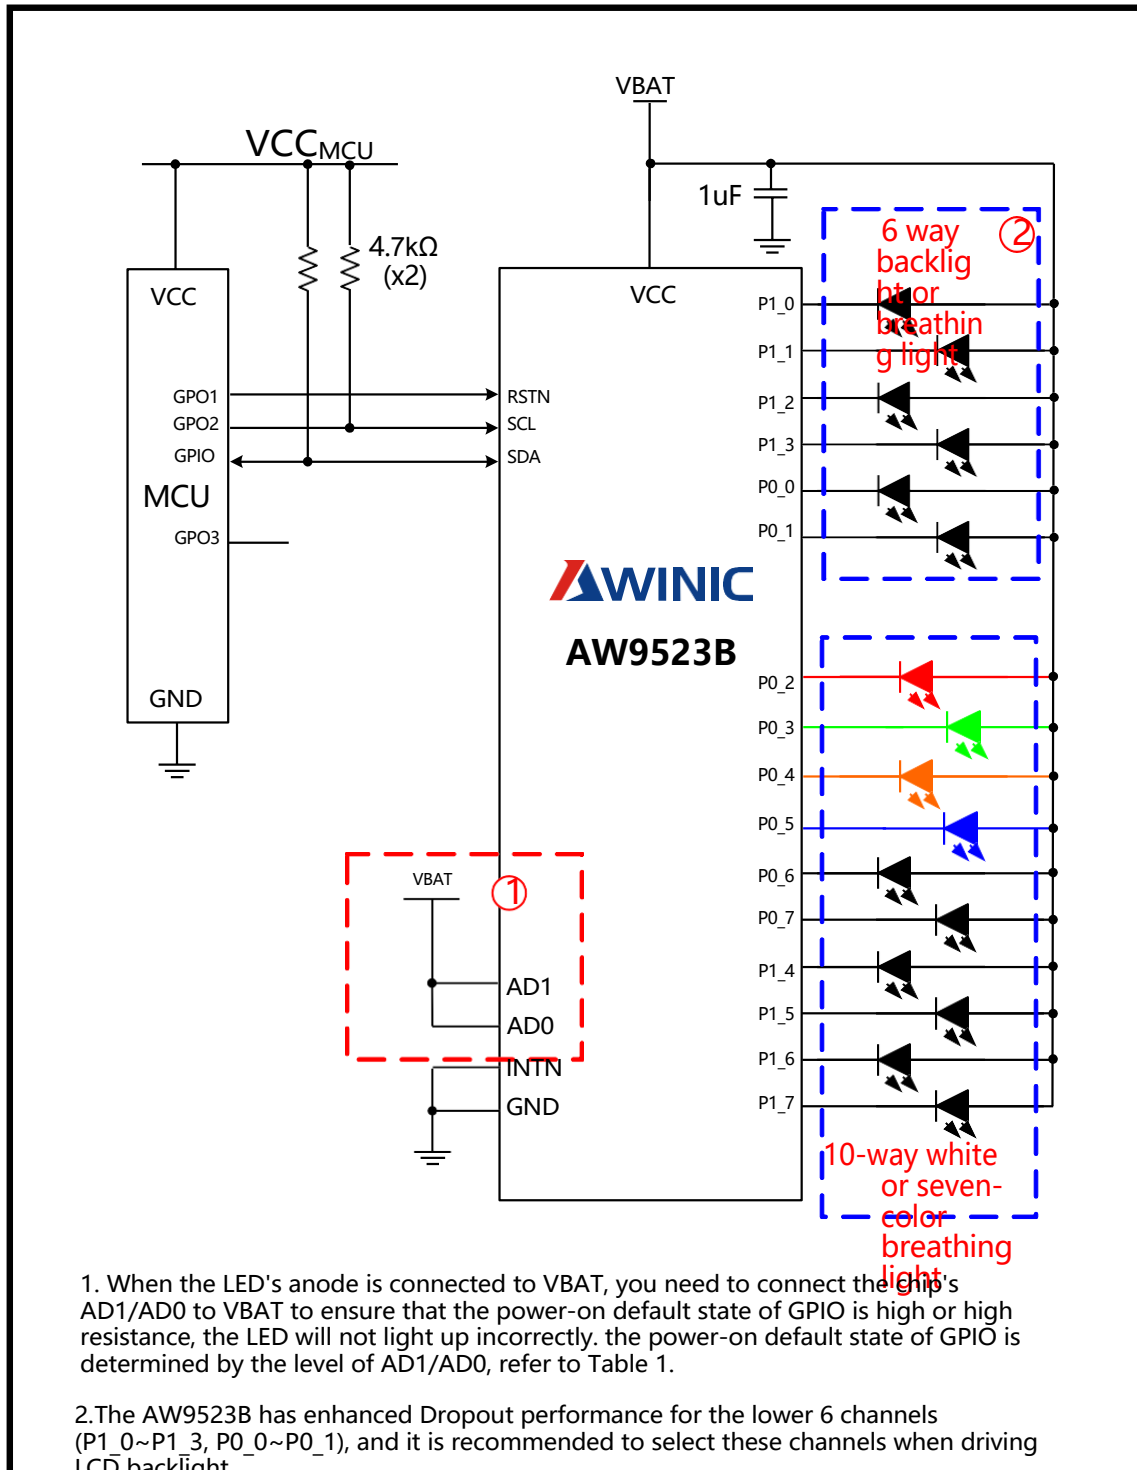 VBAT
VCCMCU
1uF
4.7kΩ
(x2)
6 way
backlig
ht or
breathin
g light
2
VCC
VCC
P1_0
P1_1
P1_2
P1_3
P0_0
P0_1
GPO1
GPO2
GPIO
MCU
GPO3
GND
RSTN
SCL
SDA
AWINIC
AW9523B
P0_2
P0_3
P0_4
P0_5
P0_6
P0_7
P1_4
P1_5
P1_6
P1_7
VBAT
1
AD1
AD0
INTN
GND
10-way white
or seven-
color
breathing
light
1. When the LED's anode is connected to VBAT, you need to connect the chip's
AD1/AD0 to VBAT to ensure that the power-on default state of GPIO is high or high
resistance, the LED will not light up incorrectly. the power-on default state of GPIO is
determined by the level of AD1/AD0, refer to Table 1.
2.The AW9523B has enhanced Dropout performance for the lower 6 channels
(P1_0~P1_3, P0_0~P0_1), and it is recommended to select these channels when driving
LCD backlight